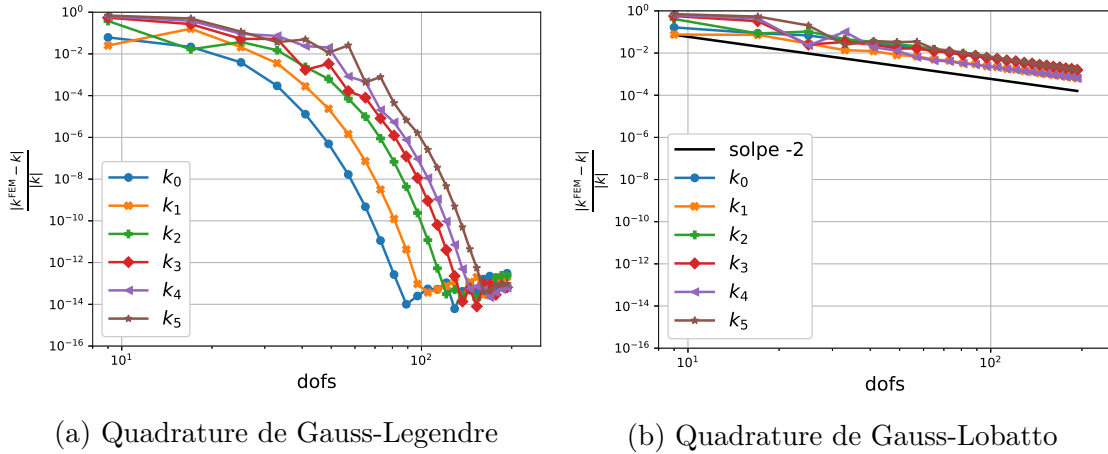 10^0
10^-2
10^-4
10^-6
10^-8
10^-10
10^-12
10^-14
10^-16
|k^FEM − k|
|k|
k_0
k_1
k_2
k_3
k_4
k_5
10^1
10^2
dofs
(a) Quadrature de Gauss-Legendre
10^0
10^-2
10^-4
10^-6
10^-8
10^-10
10^-12
10^-14
10^-16
|k^FEM − k|
|k|
solpe -2
k_0
k_1
k_2
k_3
k_4
k_5
10^1
10^2
dofs
(b) Quadrature de Gauss-Lobatto